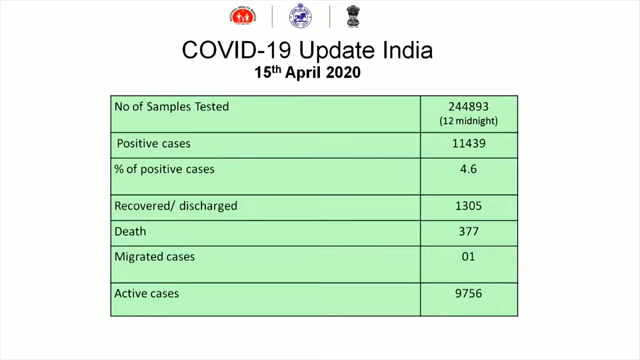 COVID-19 Update India
15th April 2020
No of Samples Tested 244893
(12 midnight)
Positive cases 11439
% of positive cases 4.6
Recovered/ discharged 1305
Death 377
Migrated cases 01
Active cases 9756